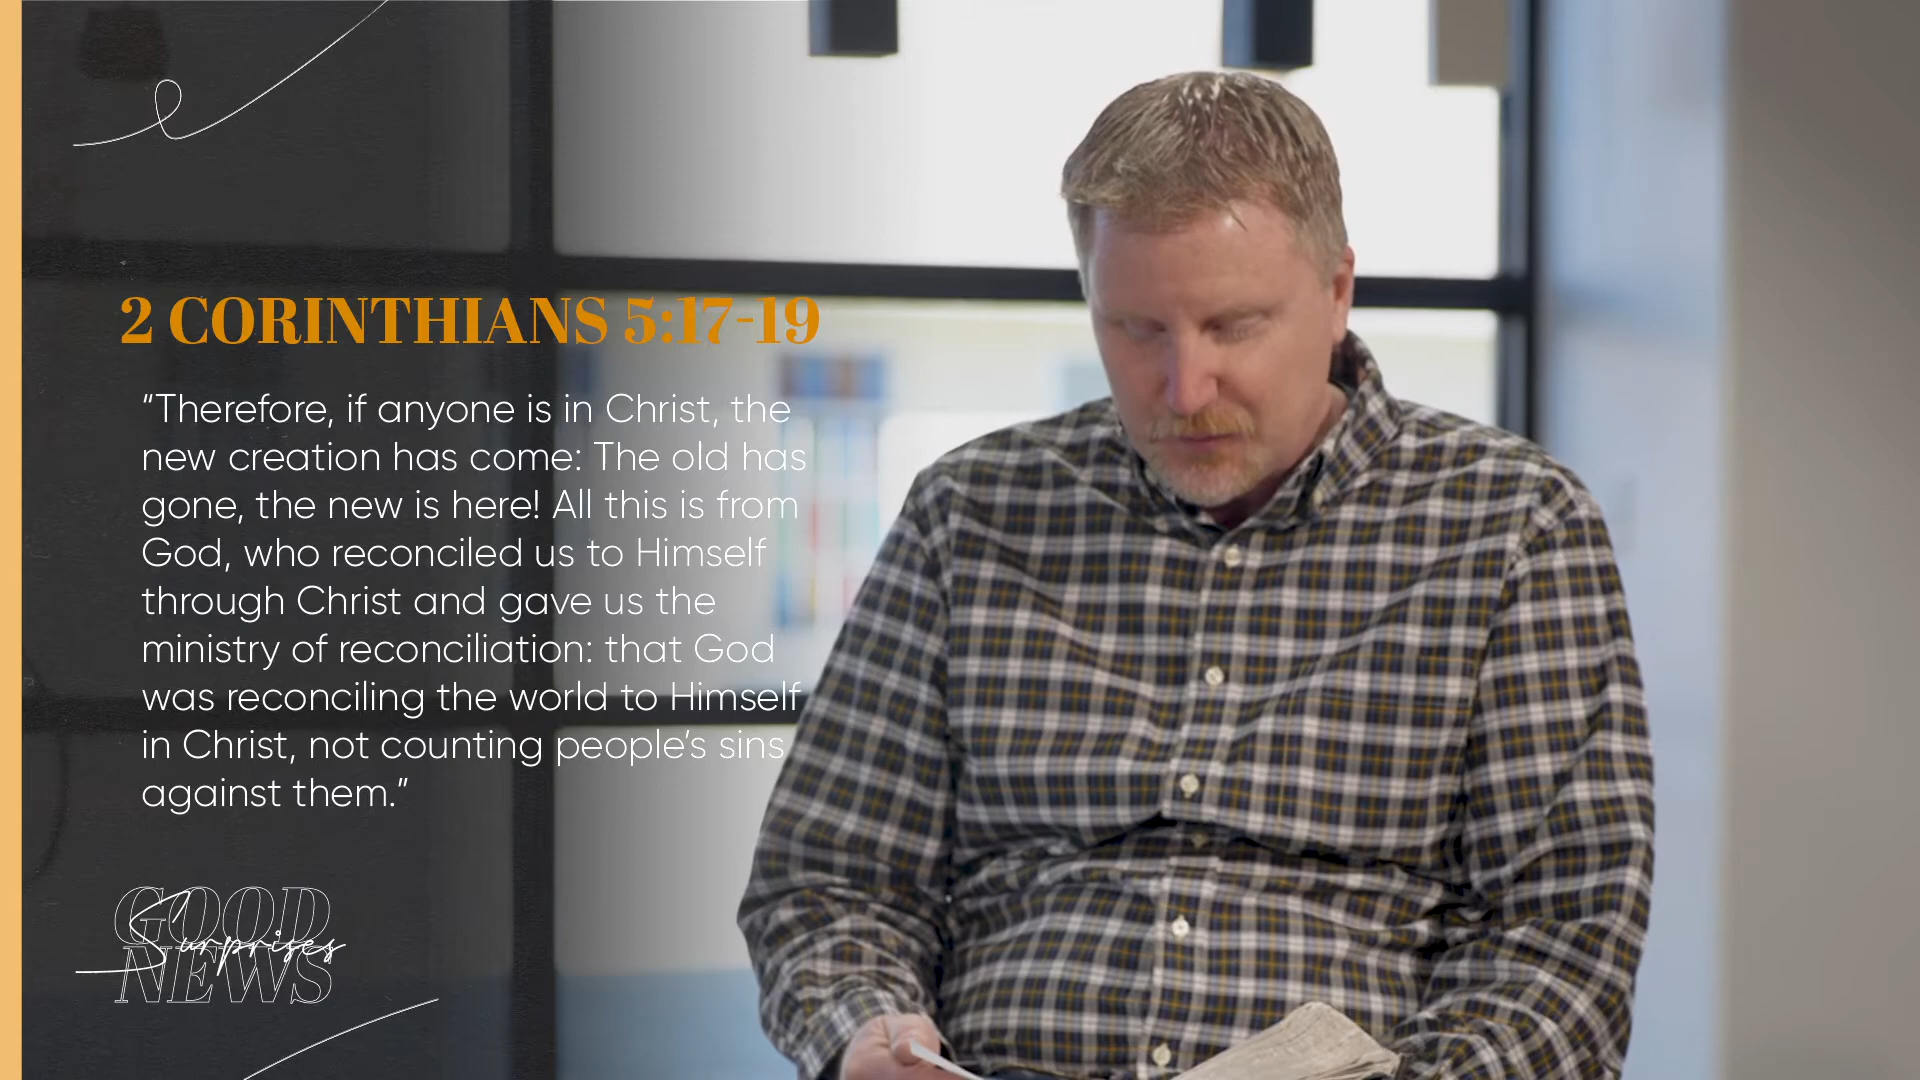 2 CORINTHIANS 5:17-19
“Therefore, if anyone is in Christ, the
new creation has come: The old has
gone, the new is here! All this is from
God, who reconciled us to Himself
through Christ and gave us the
ministry of reconciliation: that God
was reconciling the world to Himself
in Christ, not counting people’s sins
against them.”
GOOD
Surprises
NEWS